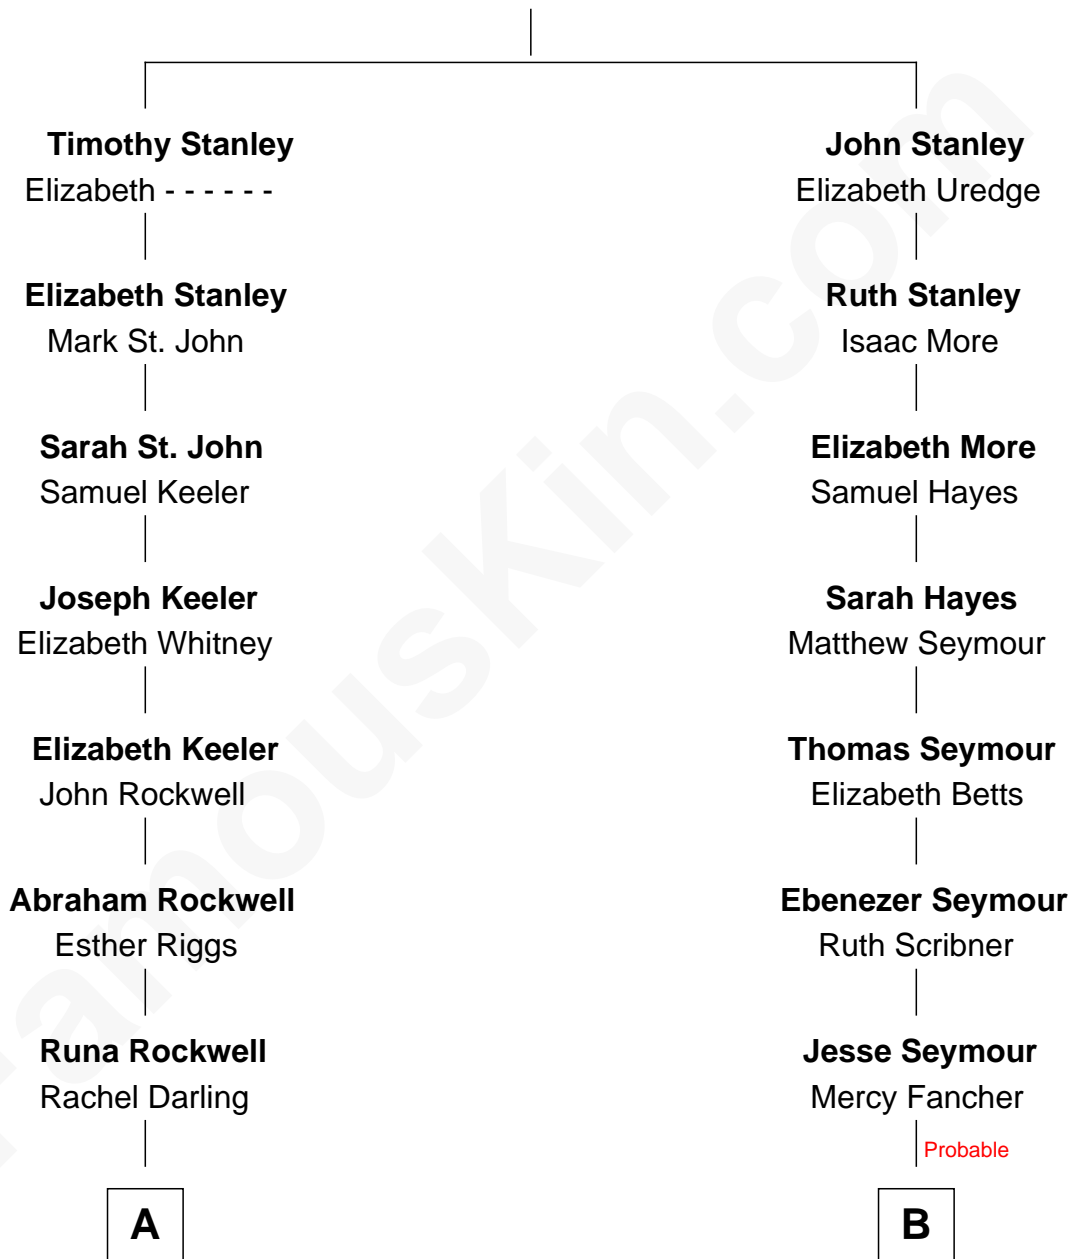 Timothy Stanley
Elizabeth - - - - - -
Elizabeth Stanley
Mark St. John
Sarah St. John
Samuel Keeler
Joseph Keeler
Elizabeth Whitney
Elizabeth Keeler
John Rockwell
Abraham Rockwell
Esther Riggs
Runa Rockwell
Rachel Darling
A
John Stanley
Elizabeth Uredge
Ruth Stanley
Isaac More
Elizabeth More
Samuel Hayes
Sarah Hayes
Matthew Seymour
Thomas Seymour
Elizabeth Betts
Ebenezer Seymour
Ruth Scribner
Jesse Seymour
Mercy Fancher
Probable
B
FamousKin.com